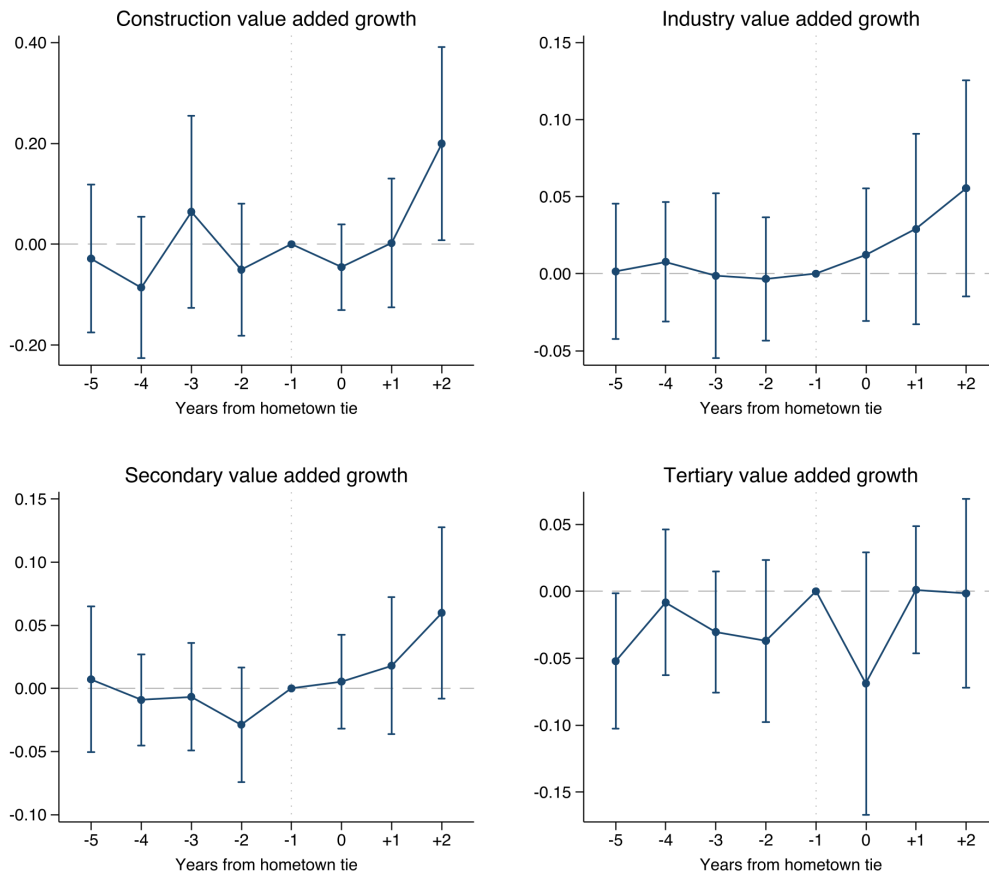 Construction value added growth
0.40
0.20
0.00
-0.20
-5 -4 -3 -2 -1 0 +1 +2
Years from hometown tie
Industry value added growth
0.15
0.10
0.05
0.00
-0.05
-5 -4 -3 -2 -1 0 +1 +2
Years from hometown tie
Secondary value added growth
0.15
0.10
0.05
0.00
-0.05
-0.10
-5 -4 -3 -2 -1 0 +1 +2
Years from hometown tie
Tertiary value added growth
0.05
0.00
-0.05
-0.10
-0.15
-5 -4 -3 -2 -1 0 +1 +2
Years from hometown tie